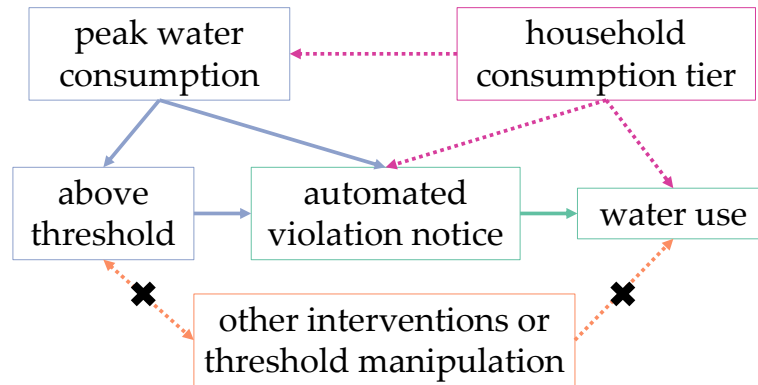 peak water
consumption
household
consumption tier
above
threshold
automated
violation notice
water use
other interventions or
threshold manipulation